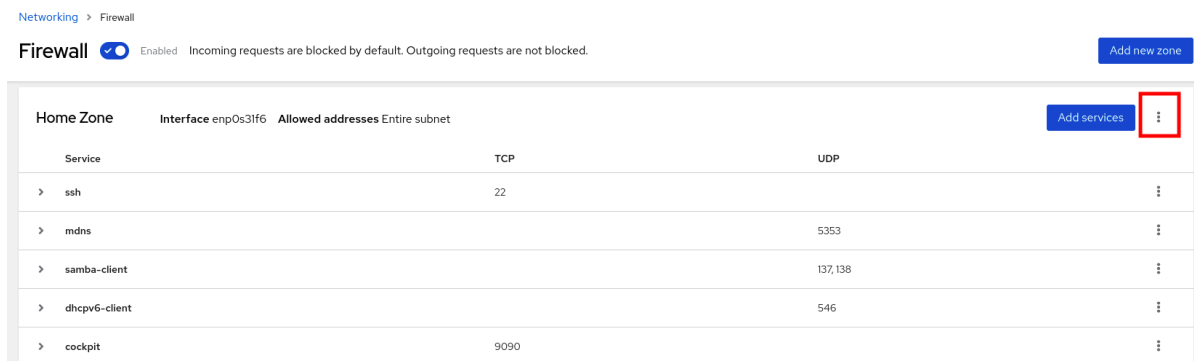 Networking > Firewall
Firewall Enabled Incoming requests are blocked by default. Outgoing requests are not blocked. Add new zone
Home Zone Interface enp0s31f6 Allowed addresses Entire subnet Add services
Service TCP UDP
ssh 22
mdns 5353
samba-client 137, 138
dhcpv6-client 546
cockpit 9090